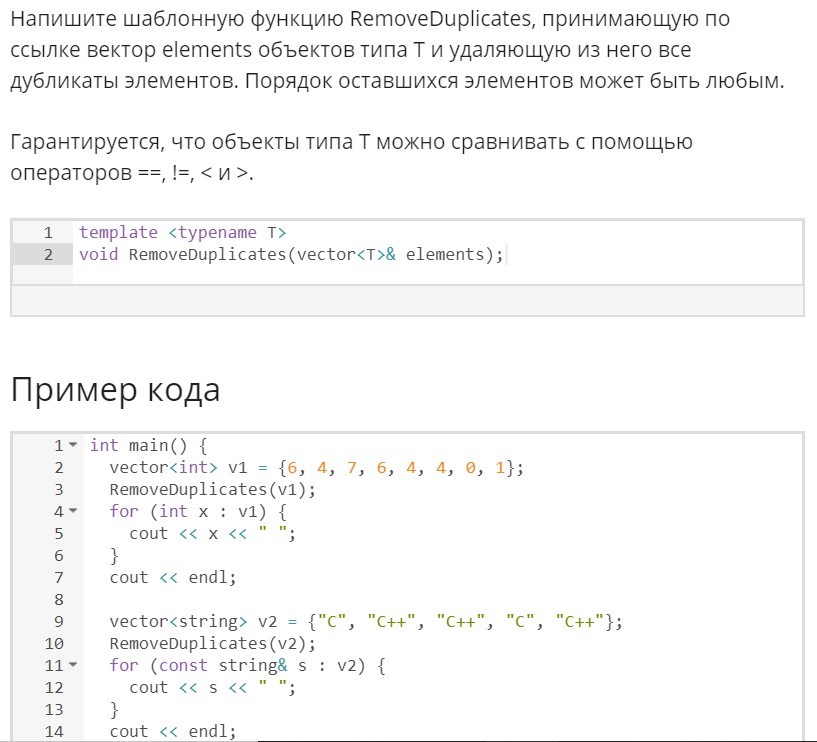 Напишите шаблонную функцию RemoveDuplicates, принимающую по
ссылке вектор elements объектов типа T и удаляющую из него все
дубликаты элементов. Порядок оставшихся элементов может быть любым.
Гарантируется, что объекты типа T можно сравнивать с помощью
операторов ==, !=, < и >.
1 template <typename T>
2 void RemoveDuplicates(vector<T>& elements);
Пример кода
1 int main() {
2 vector<int> v1 = {6, 4, 7, 6, 4, 4, 0, 1};
3 RemoveDuplicates(v1);
4 for (int x : v1) {
5 cout << x << " ";
6 }
7 cout << endl;
8
9 vector<string> v2 = {"C", "C++", "C++", "C", "C++"};
10 RemoveDuplicates(v2);
11 for (const string& s : v2) {
12 cout << s << " ";
13 }
14 cout << endl;